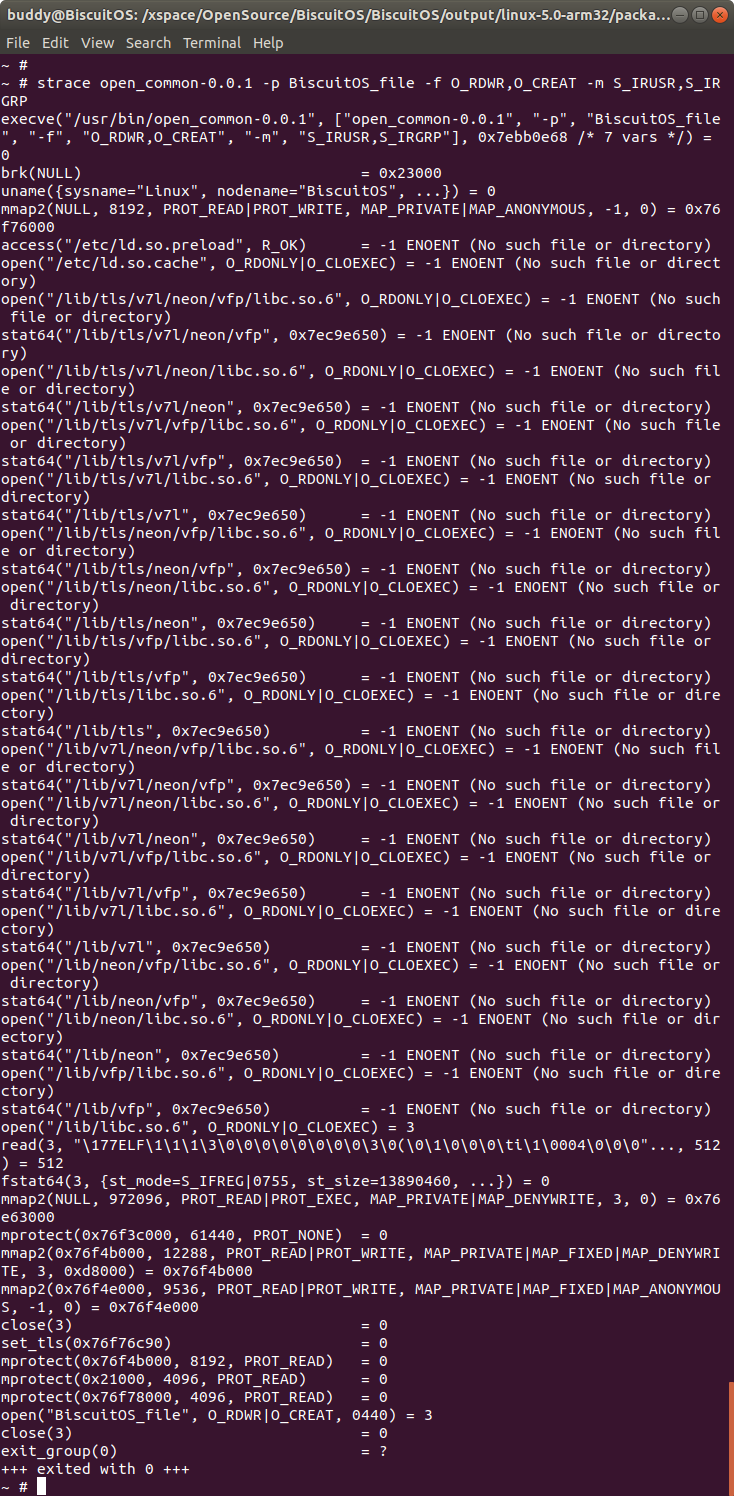 buddy@BiscuitOS: /xspace/OpenSource/BiscuitOS/BiscuitOS/output/linux-5.0-arm32/packa...
File Edit View Search Terminal Help
~ #
~ # strace open_common-0.0.1 -p BiscuitOS_file -f O_RDWR,O_CREAT -m S_IRUSR,S_IR
GRP
execve("/usr/bin/open_common-0.0.1", ["open_common-0.0.1", "-p", "BiscuitOS_file
", "-f", "O_RDWR,O_CREAT", "-m", "S_IRUSR,S_IRGRP"], 0x7ebb0e68 /* 7 vars */) =
0
brk(NULL)                               = 0x23000
uname({sysname="Linux", nodename="BiscuitOS", ...}) = 0
mmap2(NULL, 8192, PROT_READ|PROT_WRITE, MAP_PRIVATE|MAP_ANONYMOUS, -1, 0) = 0x76
f76000
access("/etc/ld.so.preload", R_OK)      = -1 ENOENT (No such file or directory)
open("/etc/ld.so.cache", O_RDONLY|O_CLOEXEC) = -1 ENOENT (No such file or direct
ory)
open("/lib/tls/v7l/neon/vfp/libc.so.6", O_RDONLY|O_CLOEXEC) = -1 ENOENT (No such
 file or directory)
stat64("/lib/tls/v7l/neon/vfp", 0x7ec9e650) = -1 ENOENT (No such file or directo
ry)
open("/lib/tls/v7l/neon/libc.so.6", O_RDONLY|O_CLOEXEC) = -1 ENOENT (No such fil
e or directory)
stat64("/lib/tls/v7l/neon", 0x7ec9e650) = -1 ENOENT (No such file or directory)
open("/lib/tls/v7l/vfp/libc.so.6", O_RDONLY|O_CLOEXEC) = -1 ENOENT (No such file
 or directory)
stat64("/lib/tls/v7l/vfp", 0x7ec9e650)  = -1 ENOENT (No such file or directory)
open("/lib/tls/v7l/libc.so.6", O_RDONLY|O_CLOEXEC) = -1 ENOENT (No such file or
directory)
stat64("/lib/tls/v7l", 0x7ec9e650)      = -1 ENOENT (No such file or directory)
open("/lib/tls/neon/vfp/libc.so.6", O_RDONLY|O_CLOEXEC) = -1 ENOENT (No such fil
e or directory)
stat64("/lib/tls/neon/vfp", 0x7ec9e650) = -1 ENOENT (No such file or directory)
open("/lib/tls/neon/libc.so.6", O_RDONLY|O_CLOEXEC) = -1 ENOENT (No such file or
 directory)
stat64("/lib/tls/neon", 0x7ec9e650)     = -1 ENOENT (No such file or directory)
open("/lib/tls/vfp/libc.so.6", O_RDONLY|O_CLOEXEC) = -1 ENOENT (No such file or
directory)
stat64("/lib/tls/vfp", 0x7ec9e650)      = -1 ENOENT (No such file or directory)
open("/lib/tls/libc.so.6", O_RDONLY|O_CLOEXEC) = -1 ENOENT (No such file or dire
ctory)
stat64("/lib/tls", 0x7ec9e650)          = -1 ENOENT (No such file or directory)
open("/lib/v7l/neon/vfp/libc.so.6", O_RDONLY|O_CLOEXEC) = -1 ENOENT (No such fil
e or directory)
stat64("/lib/v7l/neon/vfp", 0x7ec9e650) = -1 ENOENT (No such file or directory)
open("/lib/v7l/neon/libc.so.6", O_RDONLY|O_CLOEXEC) = -1 ENOENT (No such file or
 directory)
stat64("/lib/v7l/neon", 0x7ec9e650)     = -1 ENOENT (No such file or directory)
open("/lib/v7l/vfp/libc.so.6", O_RDONLY|O_CLOEXEC) = -1 ENOENT (No such file or
directory)
stat64("/lib/v7l/vfp", 0x7ec9e650)      = -1 ENOENT (No such file or directory)
open("/lib/v7l/libc.so.6", O_RDONLY|O_CLOEXEC) = -1 ENOENT (No such file or dire
ctory)
stat64("/lib/v7l", 0x7ec9e650)          = -1 ENOENT (No such file or directory)
open("/lib/neon/vfp/libc.so.6", O_RDONLY|O_CLOEXEC) = -1 ENOENT (No such file or
 directory)
stat64("/lib/neon/vfp", 0x7ec9e650)     = -1 ENOENT (No such file or directory)
open("/lib/neon/libc.so.6", O_RDONLY|O_CLOEXEC) = -1 ENOENT (No such file or dir
ectory)
stat64("/lib/neon", 0x7ec9e650)         = -1 ENOENT (No such file or directory)
open("/lib/vfp/libc.so.6", O_RDONLY|O_CLOEXEC) = -1 ENOENT (No such file or dire
ctory)
stat64("/lib/vfp", 0x7ec9e650)          = -1 ENOENT (No such file or directory)
open("/lib/libc.so.6", O_RDONLY|O_CLOEXEC) = 3
read(3, "\177ELF\1\1\1\3\0\0\0\0\0\0\0\0\3\0(\0\1\0\0\0\ti\1\0004\0\0\0"..., 512
) = 512
fstat64(3, {st_mode=S_IFREG|0755, st_size=13890460, ...}) = 0
mmap2(NULL, 972096, PROT_READ|PROT_EXEC, MAP_PRIVATE|MAP_DENYWRITE, 3, 0) = 0x76
e63000
mprotect(0x76f3c000, 61440, PROT_NONE)  = 0
mmap2(0x76f4b000, 12288, PROT_READ|PROT_WRITE, MAP_PRIVATE|MAP_FIXED|MAP_DENYWRI
TE, 3, 0xd8000) = 0x76f4b000
mmap2(0x76f4e000, 9536, PROT_READ|PROT_WRITE, MAP_PRIVATE|MAP_FIXED|MAP_ANONYMOU
S, -1, 0) = 0x76f4e000
close(3)                                = 0
set_tls(0x76f76c90)                     = 0
mprotect(0x76f4b000, 8192, PROT_READ)   = 0
mprotect(0x21000, 4096, PROT_READ)      = 0
mprotect(0x76f78000, 4096, PROT_READ)   = 0
open("BiscuitOS_file", O_RDWR|O_CREAT, 0440) = 3
close(3)                                = 0
exit_group(0)                           = ?
+++ exited with 0 +++
~ #